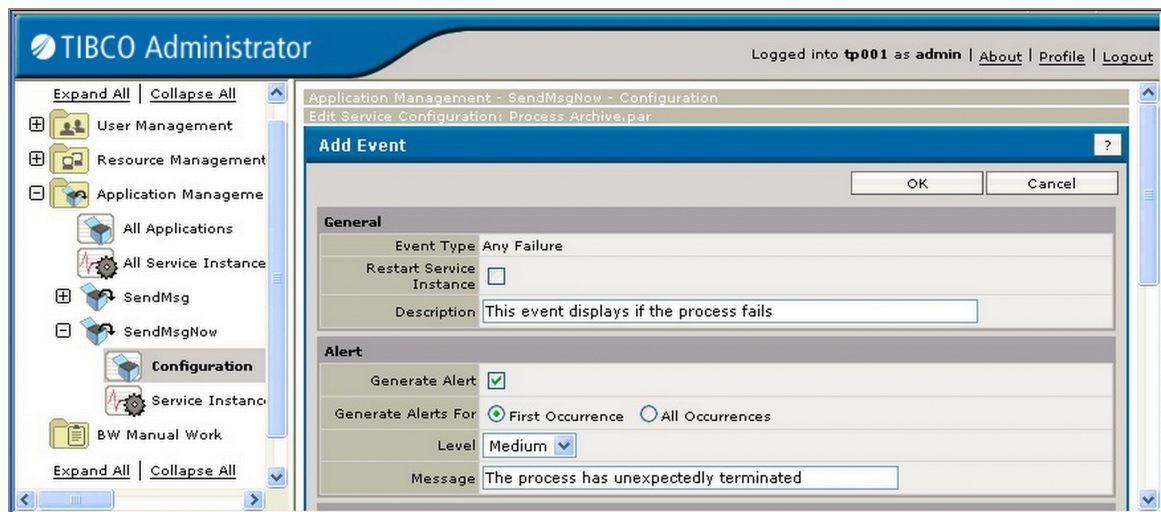 TIBCO Administrator
Logged into tp001 as admin | About | Profile | Logout
Expand All | Collapse All
User Management
Resource Management
Application Manageme
All Applications
All Service Instance
SendMsg
SendMsgNow
Configuration
Service Instanc
BW Manual Work
Expand All | Collapse All
Application Management - SendMsgNow - Configuration
Edit Service Configuration: Process Archive.par
Add Event ?
OK Cancel
General
Event Type Any Failure
Restart Service
Instance
Description This event displays if the process fails
Alert
Generate Alert
Generate Alerts For First Occurrence All Occurrences
Level Medium
Message The process has unexpectedly terminated